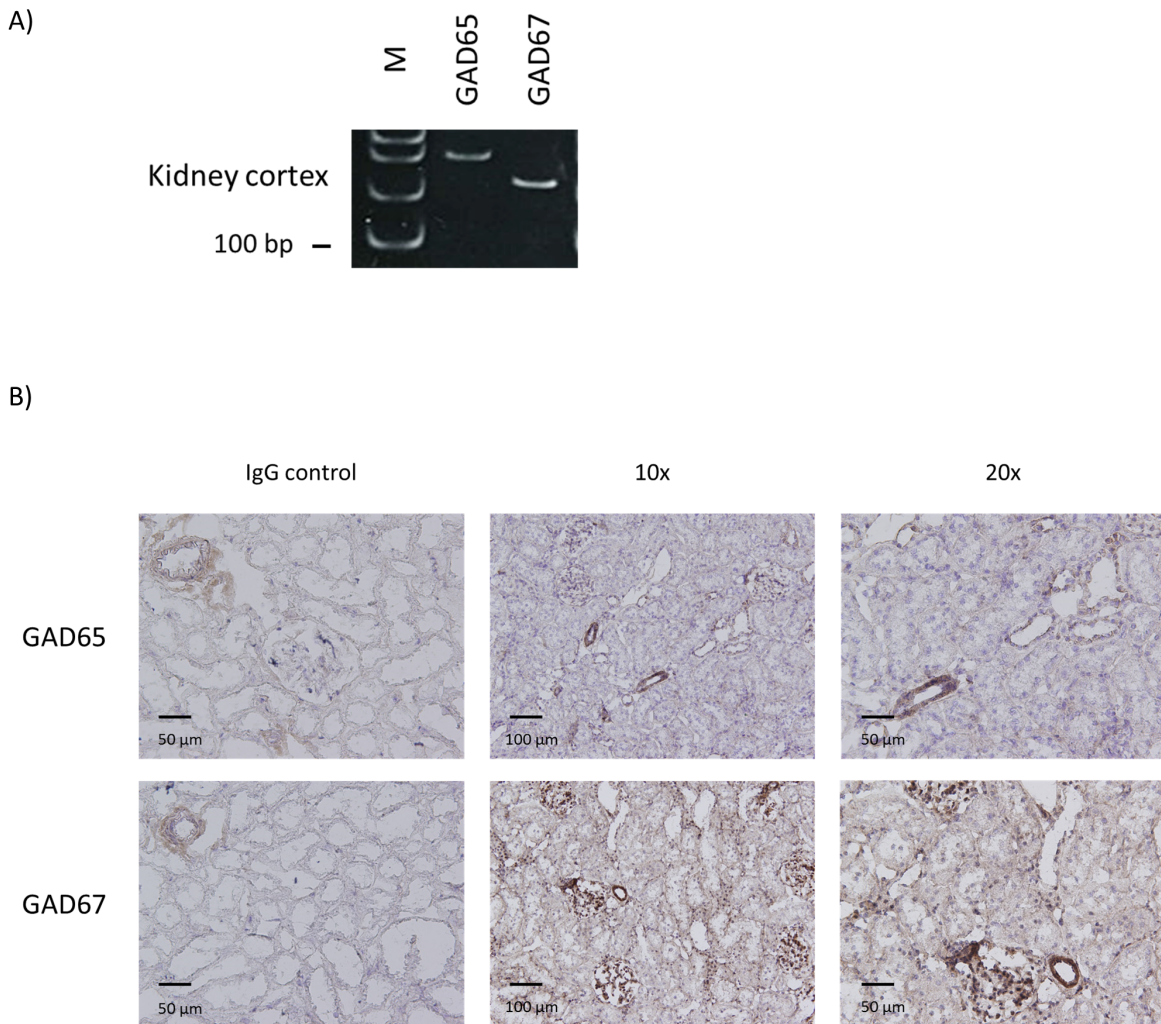 A)
M
GAD65
GAD67
Kidney cortex
100 bp
B)
IgG control
10x
20x
GAD65
50 µm
100 µm
50 µm
GAD67
50 µm
100 µm
50 µm